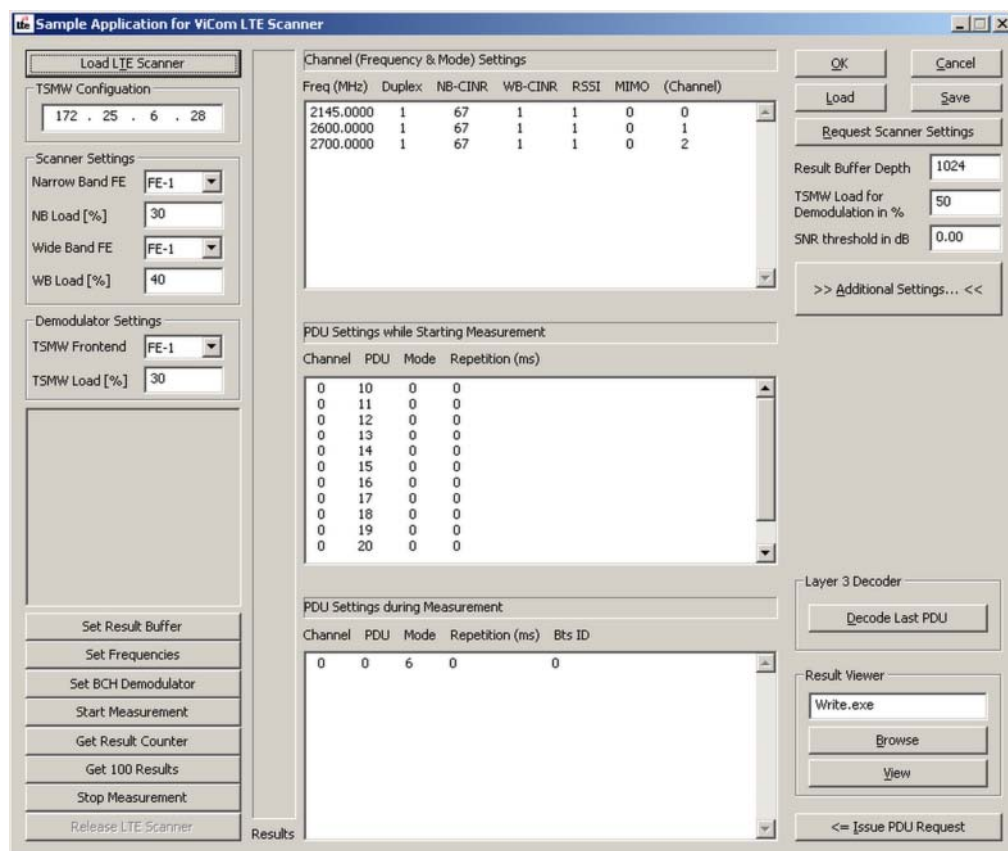 Sample Application for ViCom LTE Scanner
Load LTE Scanner
TSMW Configuation
172 . 25 . 6 . 28
Scanner Settings
Narrow Band FE FE-1
NB Load [%] 30
Wide Band FE FE-1
WB Load [%] 40
Demodulator Settings
TSMW Frontend FE-1
TSMW Load [%] 30
Set Result Buffer
Set Frequencies
Set BCH Demodulator
Start Measurement
Get Result Counter
Get 100 Results
Stop Measurement
Release LTE Scanner
Results
Channel (Frequency & Mode) Settings
Freq (MHz) Duplex NB-CINR WB-CINR RSSI MIMO (Channel)
2145.0000 1 67 1 1 0 0
2600.0000 1 67 1 1 0 1
2700.0000 1 67 1 1 0 2
PDU Settings while Starting Measurement
Channel PDU Mode Repetition (ms)
0 10 0 0
0 11 0 0
0 12 0 0
0 13 0 0
0 14 0 0
0 15 0 0
0 16 0 0
0 17 0 0
0 18 0 0
0 19 0 0
0 20 0 0
PDU Settings during Measurement
Channel PDU Mode Repetition (ms) Bts ID
0 0 6 0 0
OK Cancel
Load Save
Request Scanner Settings
Result Buffer Depth 1024
TSMW Load for
Demodulation in % 50
SNR threshold in dB 0.00
>> Additional Settings... <<
Layer 3 Decoder
Decode Last PDU
Result Viewer
Write.exe
Browse
View
<= Issue PDU Request